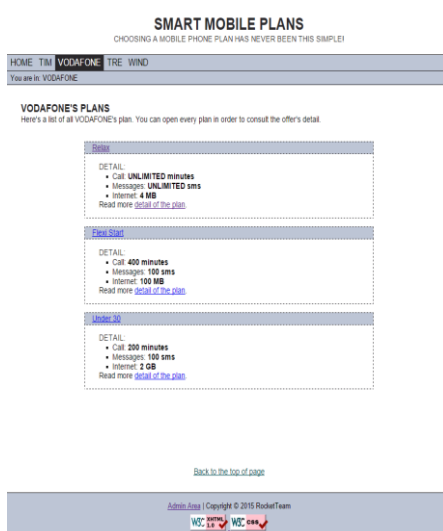 SMART MOBILE PLANS
CHOOSING A MOBILE PHONE PLAN HAS NEVER BEEN THIS SIMPLE!
HOME TIM VODAFONE TRE WIND
You are in: VODAFONE
VODAFONE'S PLANS
Here's a list of all VODAFONE's plan. You can open every plan in order to consult the offer's detail.
Relax
DETAIL:
• Call: UNLIMITED minutes
• Messages: UNLIMITED sms
• Internet: 4 MB
Read more detail of the plan.
Flexi Start
DETAIL:
• Call: 400 minutes
• Messages: 100 sms
• Internet: 100 MB
Read more detail of the plan.
Under 30
DETAIL:
• Call: 200 minutes
• Messages: 100 sms
• Internet: 2 GB
Read more detail of the plan.
Back to the top of page
Admin Area | Copyright © 2015 RocketTeam
W3C XHTML 1.0 W3C css